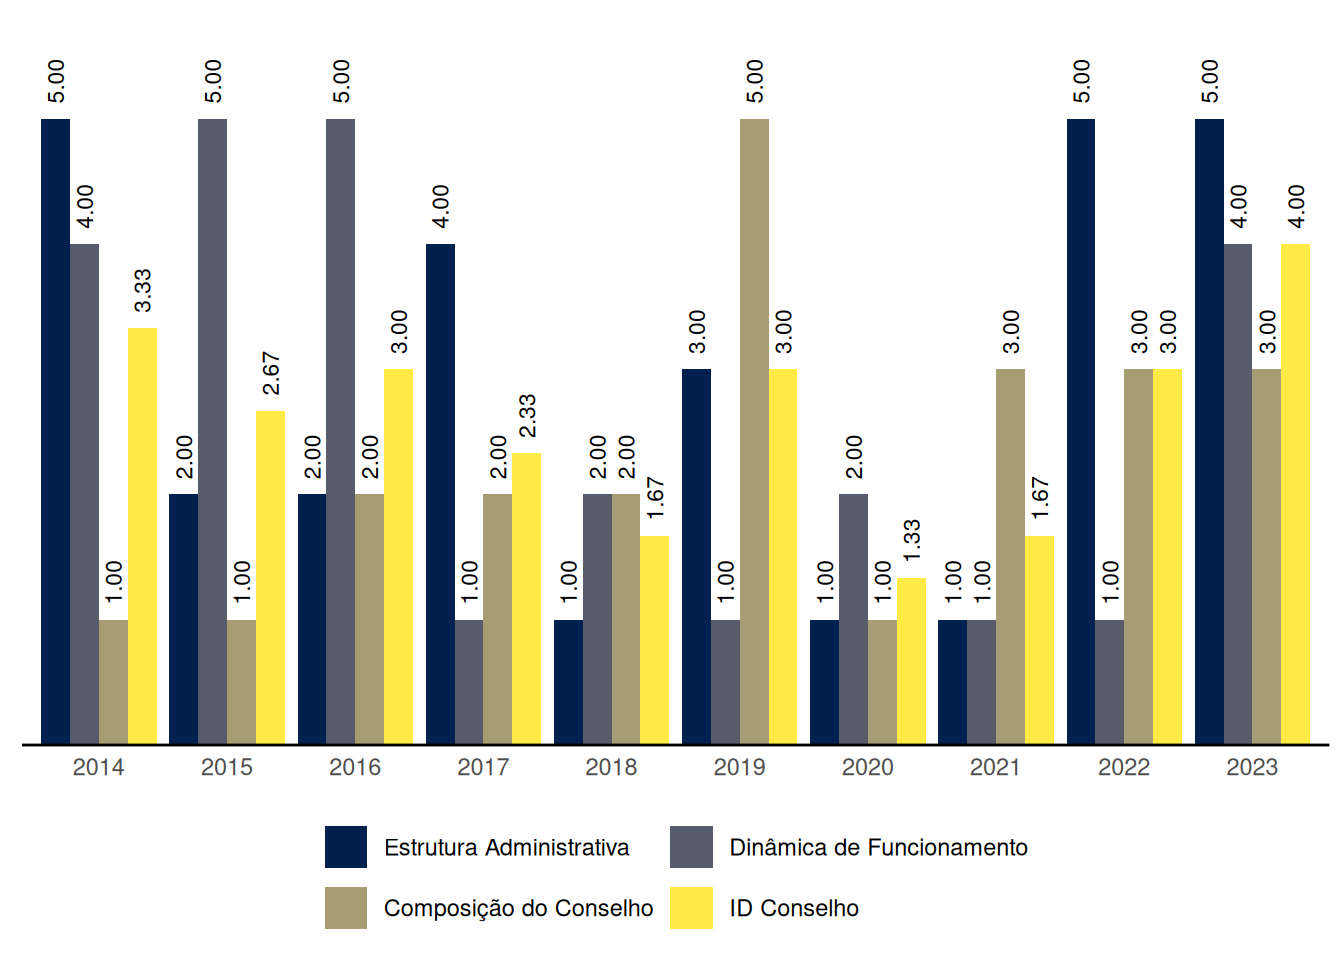 5.00 4.00 1.00 3.33 2.00 5.00 1.00 2.67 2.00 5.00 2.00 3.00 4.00 1.00 2.00 2.33 1.00 2.00 2.00 1.67 3.00 1.00 5.00 3.00 1.00 2.00 1.00 1.33 1.00 1.00 3.00 1.67 5.00 1.00 3.00 3.00 5.00 4.00 3.00 4.00
2014 2015 2016 2017 2018 2019 2020 2021 2022 2023
Estrutura Administrativa Dinâmica de Funcionamento
Composição do Conselho ID Conselho